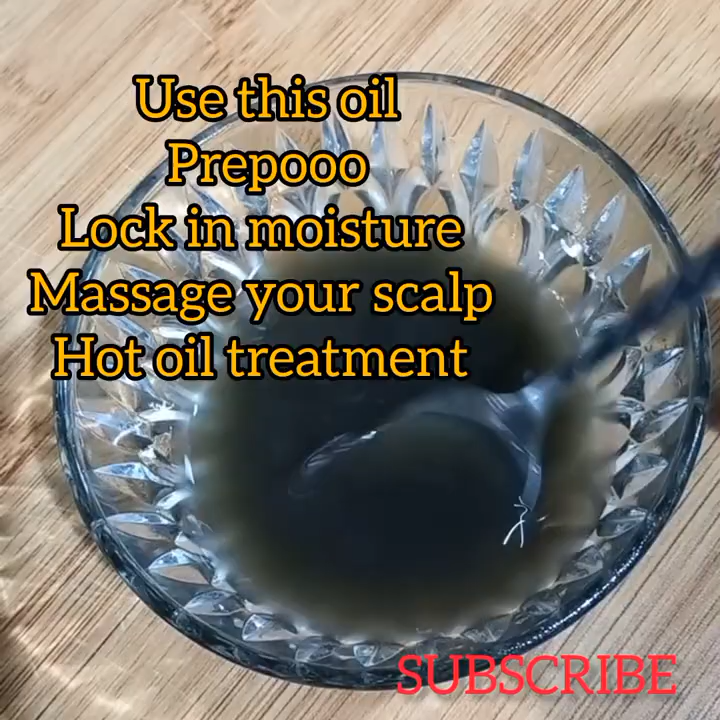 Use this oil
Prepooo
Lock in moisture
Massage your scalp
Hot oil treatment
SUBSCRIBE